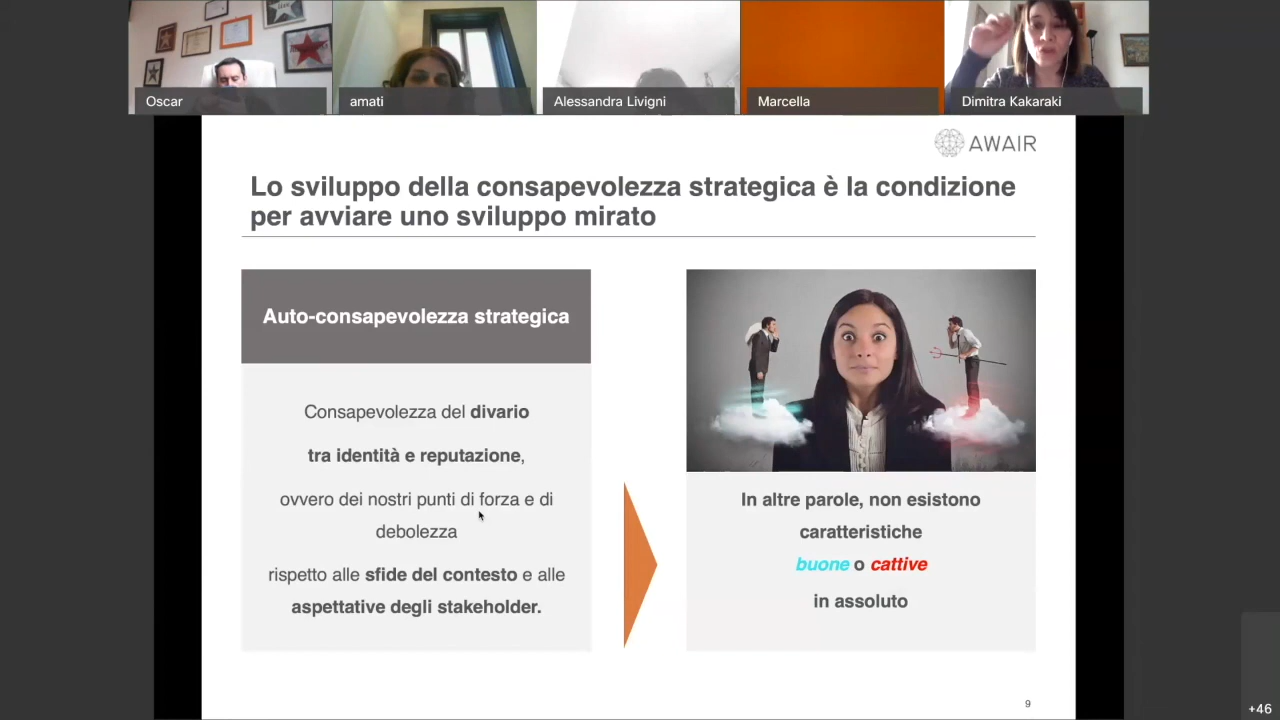 Oscar
amati
Alessandra Livigni
Marcella
Dimitra Kakaraki
AWAIR
Lo sviluppo della consapevolezza strategica è la condizione
per avviare uno sviluppo mirato
Auto-consapevolezza strategica
Consapevolezza del divario
tra identità e reputazione,
ovvero dei nostri punti di forza e di
debolezza
rispetto alle sfide del contesto e alle
aspettative degli stakeholder.
In altre parole, non esistono
caratteristiche
buone o cattive
in assoluto
9
+46